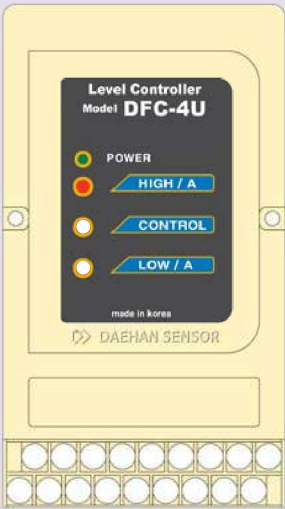 Level Controller
Model DFC-4U
POWER
HIGH / A
CONTROL
LOW / A
made in korea
DAEHAN SENSOR